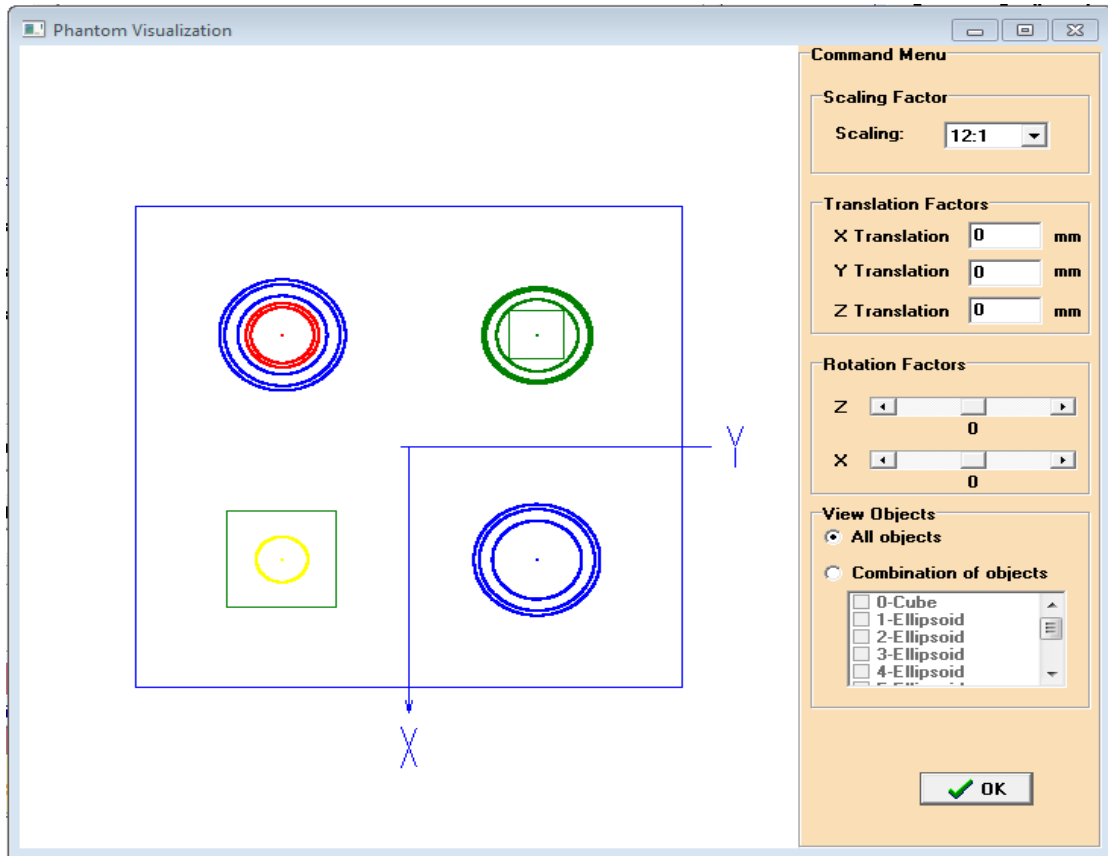 Phantom Visualization
Command Menu
Scaling Factor
Scaling: 12:1
Translation Factors
X Translation 0 mm
Y Translation 0 mm
Z Translation 0 mm
Rotation Factors
Z
0
X
0
View Objects
All objects
Combination of objects
0-Cube
1-Ellipsoid
2-Ellipsoid
3-Ellipsoid
4-Ellipsoid
OK
Y
X